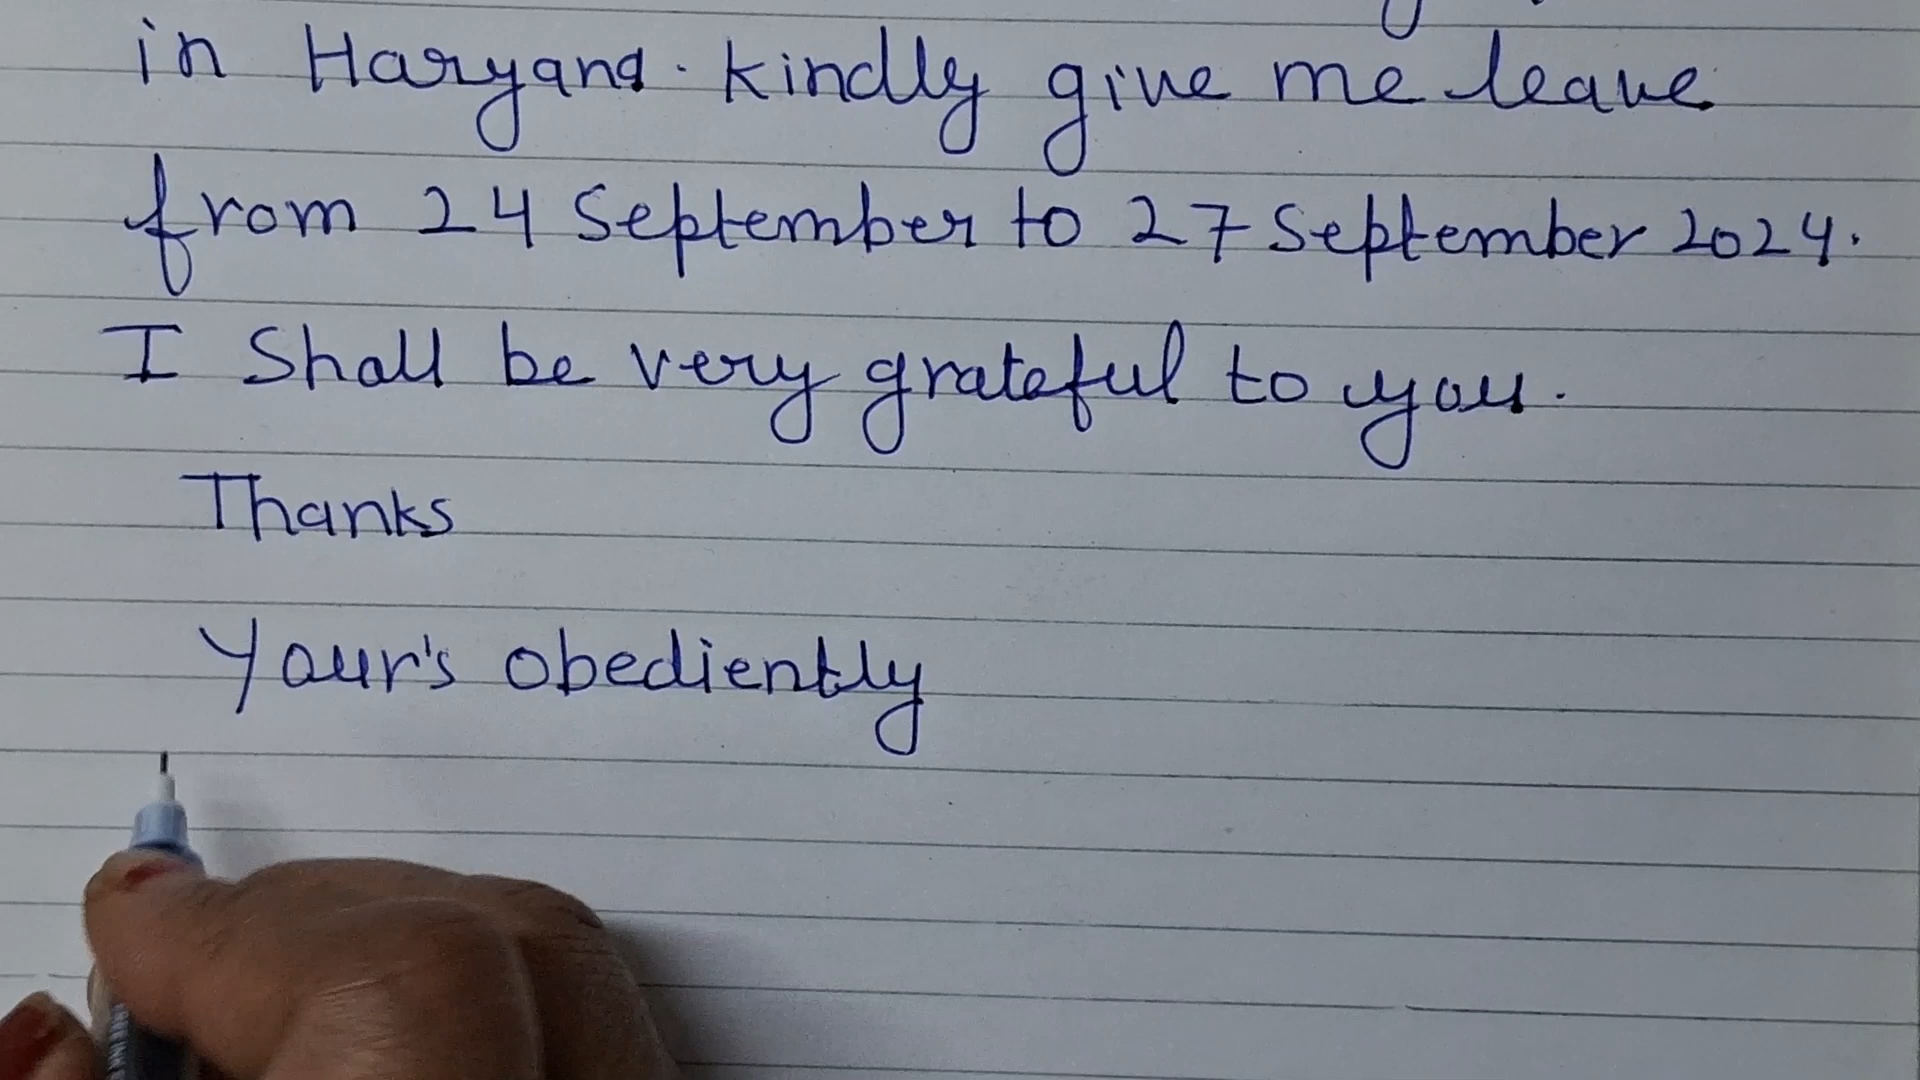 in Haryana. Kindly give me leave
from 24 September to 27 September 2024.
I Shall be very grateful to you.
Thanks
Your's obediently